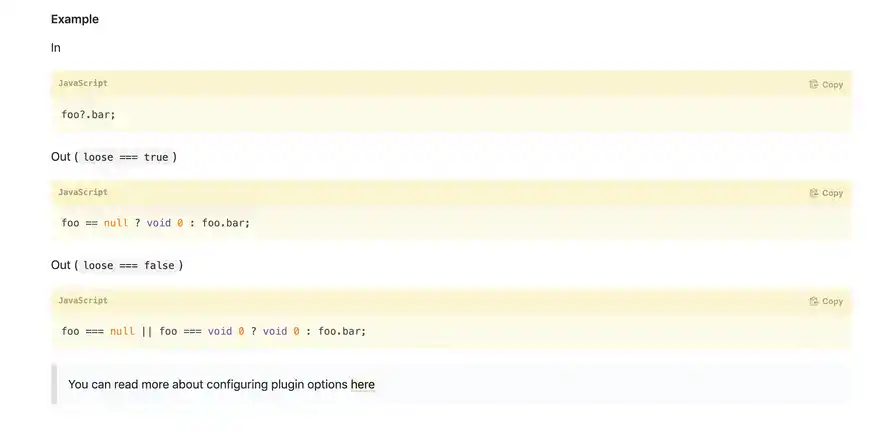 Example
In
JavaScript
Copy
foo?.bar;
Out ( loose === true )
JavaScript
Copy
foo == null ? void 0 : foo.bar;
Out ( loose === false )
JavaScript
Copy
foo === null || foo === void 0 ? void 0 : foo.bar;
You can read more about configuring plugin options here